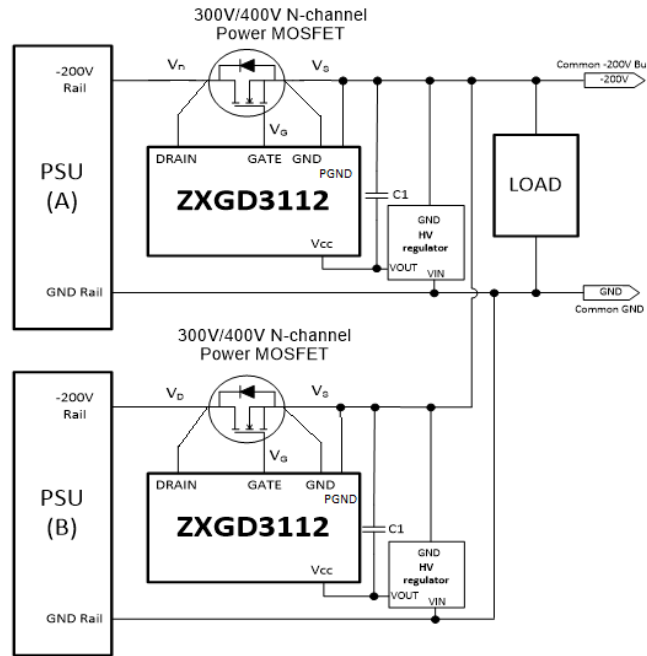 300V/400V N-channel
Power MOSFET
Common -200V Bu
-200V
Rail
VD
VS
-200V
VG
DRAIN
GATE
GND
PGND
PSU
(A)
ZXGD3112
C1
GND
HV
regulator
LOAD
Vcc
VOUT
VIN
GND Rail
GND
Common GND
300V/400V N-channel
Power MOSFET
-200V
Rail
VD
VS
VG
DRAIN
GATE
GND
PGND
PSU
(B)
ZXGD3112
C1
GND
HV
regulator
Vcc
VOUT
VIN
GND Rail